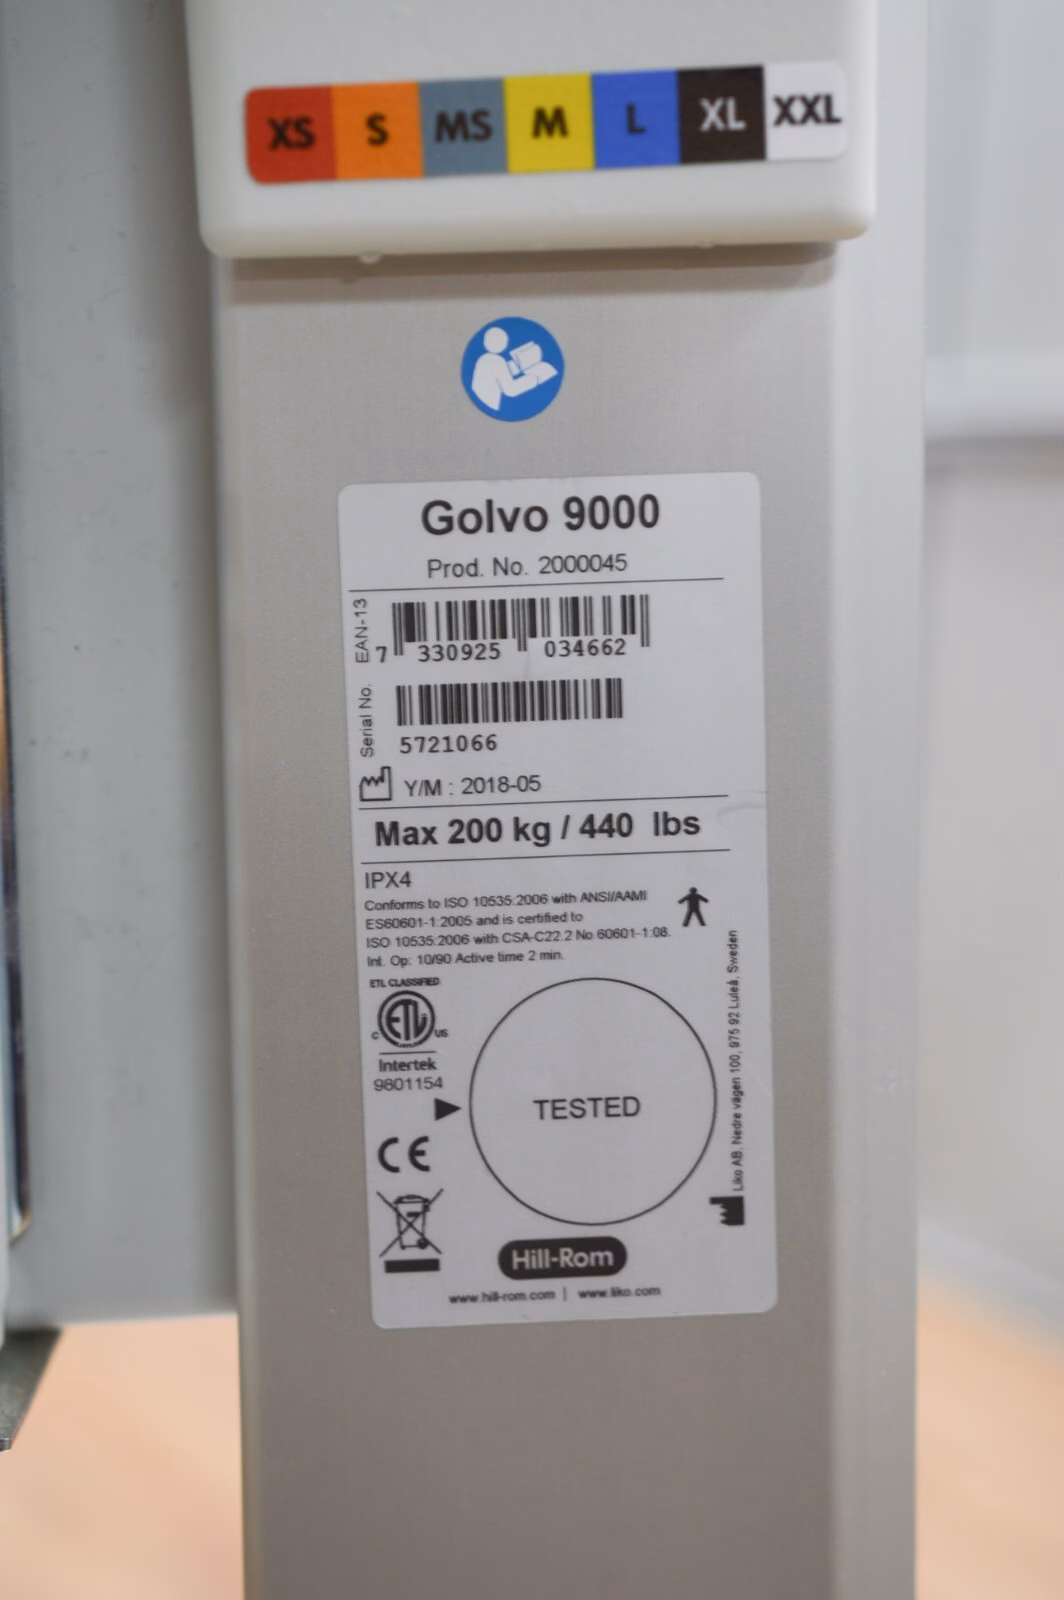 XS S MS M L XL XXL
Golvo 9000
Prod. No. 2000045
EAN-13
7 330925 034662
Serial No.
5721066
Y/M : 2018-05
Max 200 kg / 440 lbs
IPX4
Conforms to ISO 10535:2006 with ANSI/AAMI
ES60601-1:2005 and is certified to
ISO 10535:2006 with CSA-C22.2 No 60601-1:08.
Int. Op: 10/90 Active time 2 min.
ETL CLASSIFIED
C ETL US
Intertek
9801154
TESTED
CE
Liko AB, Nedre vägen 100, 975 92 Luleå, Sweden
Hill-Rom
www.hill-rom.com | www.liko.com